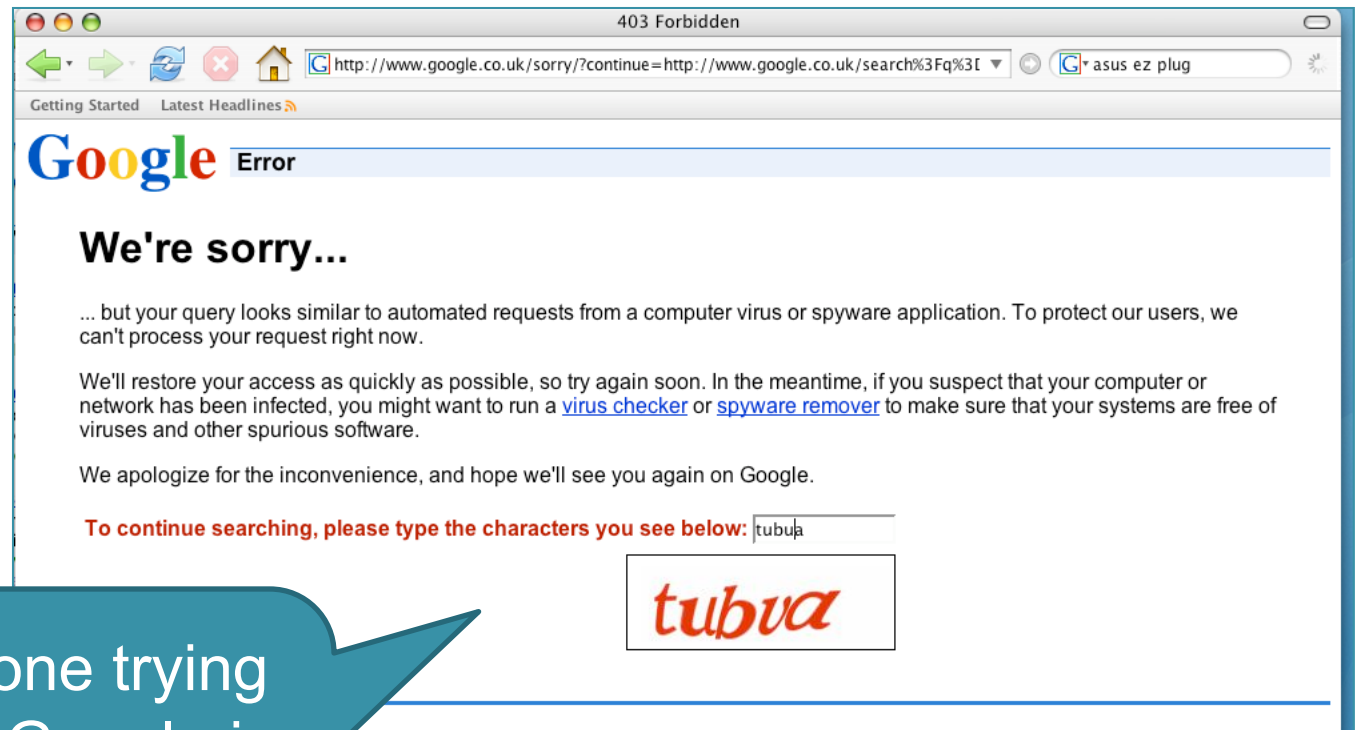 403 Forbidden
http://www.google.co.uk/sorry/?continue=http://www.google.co.uk/search%3Fq%3
asus ez plug
Getting Started Latest Headlines
Google Error
We're sorry...
... but your query looks similar to automated requests from a computer virus or spyware application. To protect our users, we
can't process your request right now.
We'll restore your access as quickly as possible, so try again soon. In the meantime, if you suspect that your computer or
network has been infected, you might want to run a virus checker or spyware remover to make sure that your systems are free of
viruses and other spurious software.
We apologize for the inconvenience, and hope we'll see you again on Google.
To continue searching, please type the characters you see below: tubua
tubva
one trying